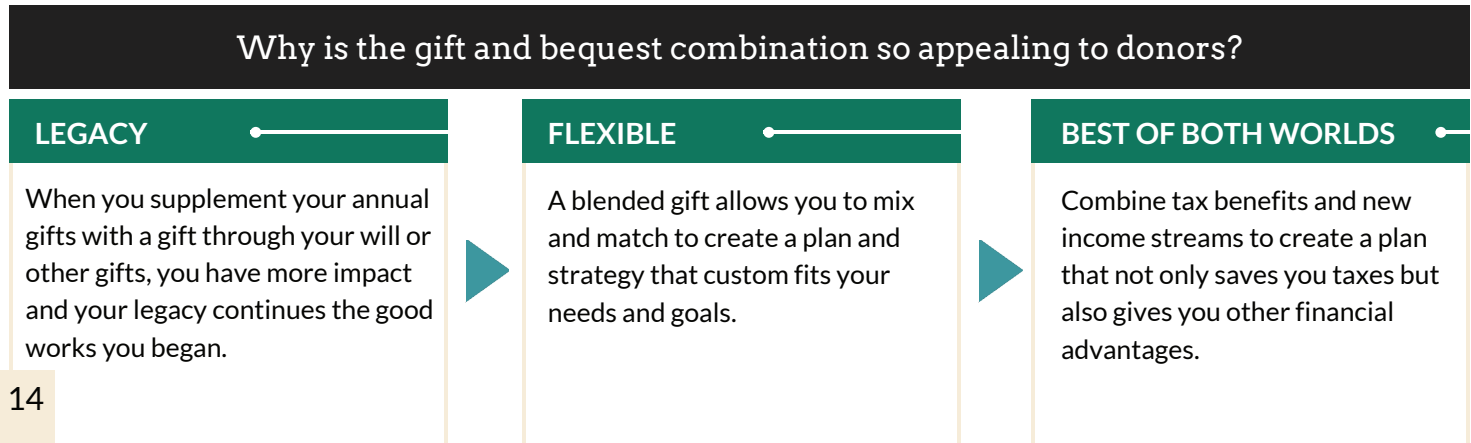 Why is the gift and bequest combination so appealing to donors?
LEGACY
When you supplement your annual
gifts with a gift through your will or
other gifts, you have more impact
and your legacy continues the good
works you began.
FLEXIBLE
A blended gift allows you to mix
and match to create a plan and
strategy that custom fits your
needs and goals.
BEST OF BOTH WORLDS
Combine tax benefits and new
income streams to create a plan
that not only saves you taxes but
also gives you other financial
advantages.
14